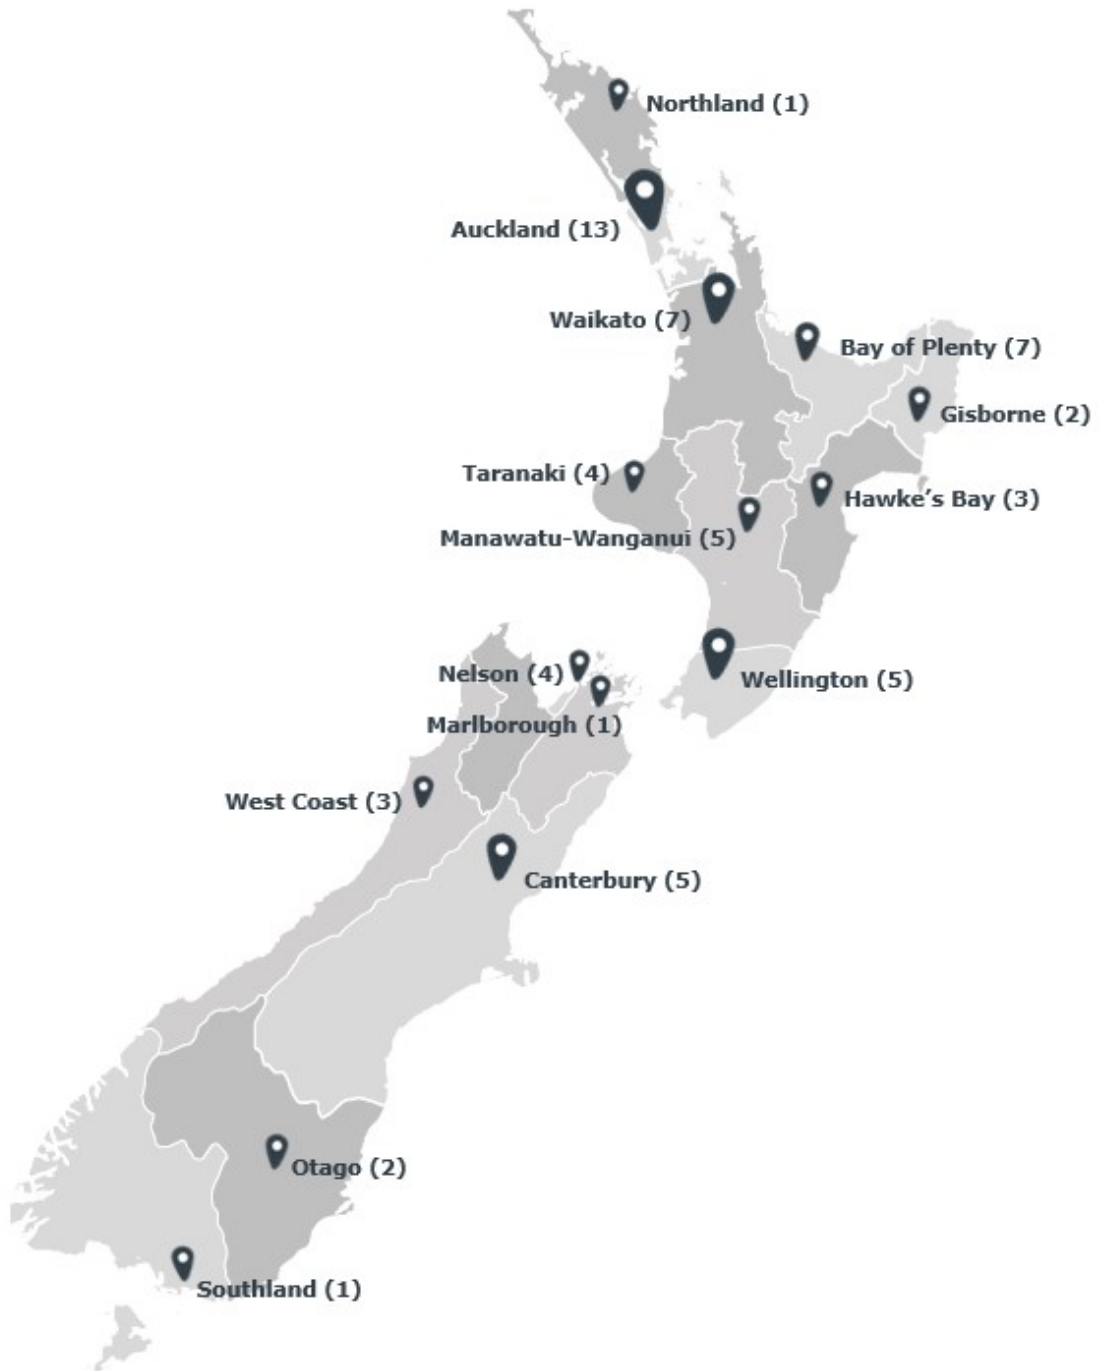 Northland (1)
Auckland (13)
Waikato (7)
Bay of Plenty (7)
Gisborne (2)
Taranaki (4)
Hawke’s Bay (3)
Manawatu-Wanganui (5)
Nelson (4)
Wellington (5)
Marlborough (1)
West Coast (3)
Canterbury (5)
Otago (2)
Southland (1)